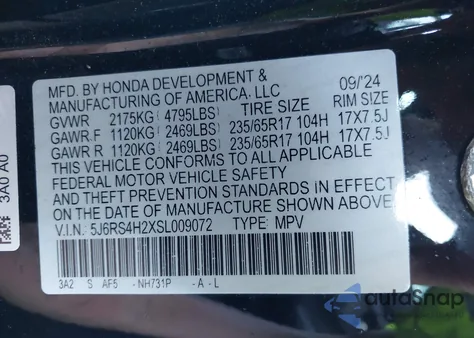 MFD. BY HONDA DEVELOPMENT &
MANUFACTURING OF AMERICA, LLC 09/24
GVWR 2175KG (4795LBS) TIRE SIZE RIM SIZE
GAWR F 1120KG (2469LBS) 235/65R17 104H 17X7.5J
GAWR R 1120KG (2469LBS) 235/65R17 104H 17X7.5J
THIS VEHICLE CONFORMS TO ALL APPLICABLE
FEDERAL MOTOR VEHICLE SAFETY
AND THEFT PREVENTION STANDARDS IN EFFECT
ON THE DATE OF MANUFACTURE SHOWN ABOVE.
V.I.N. 5J6RS4H2XSL009072 TYPE: MPV
3A2 S AF5 -NH731P -A-L
3A0 A0
autoSnap